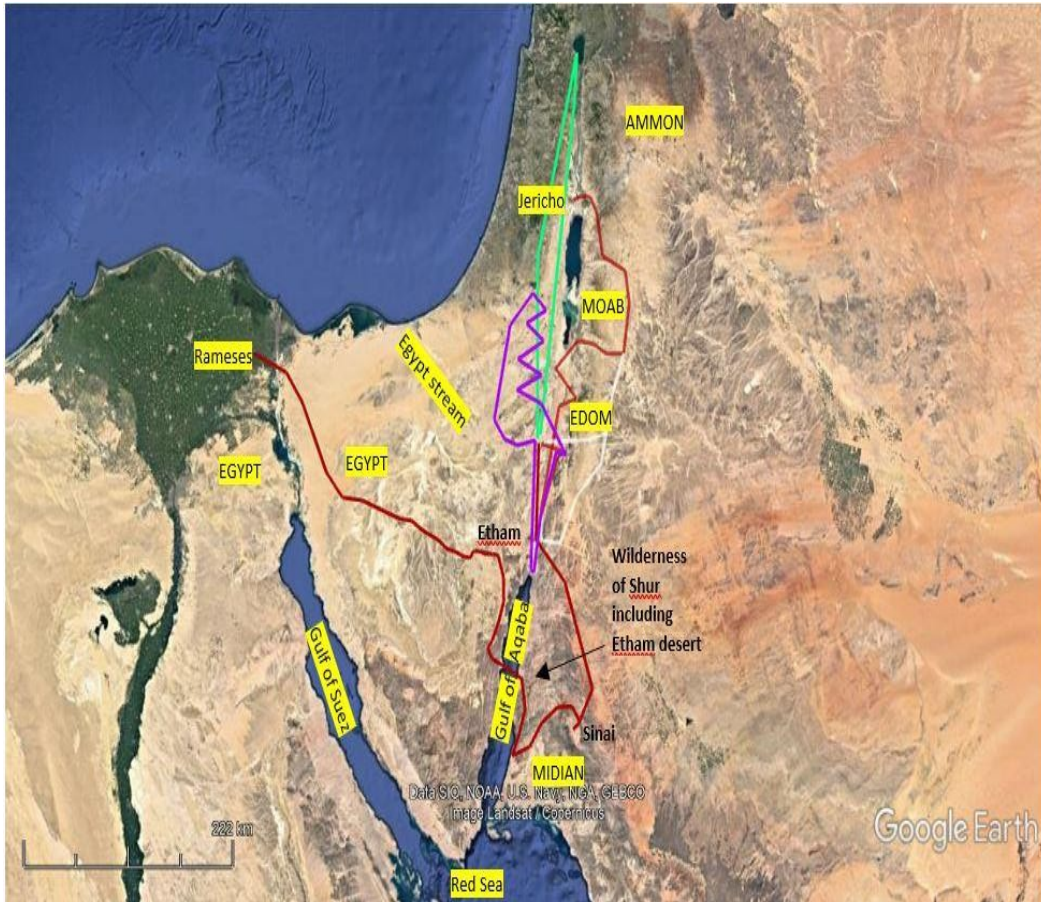 AMMON
Jericho
MOAB
Rameses
Egypt stream
EDOM
EGYPT
EGYPT
Etham
Wilderness
of Shur
including
Etham desert
Gulf of Aqaba
Gulf of Suez
Sinai
MIDIAN
Data SIO, NOAA, U.S. Navy, NGA, GEBCO
Image Landsat / Copernicus
222 km
Google Earth
Red Sea